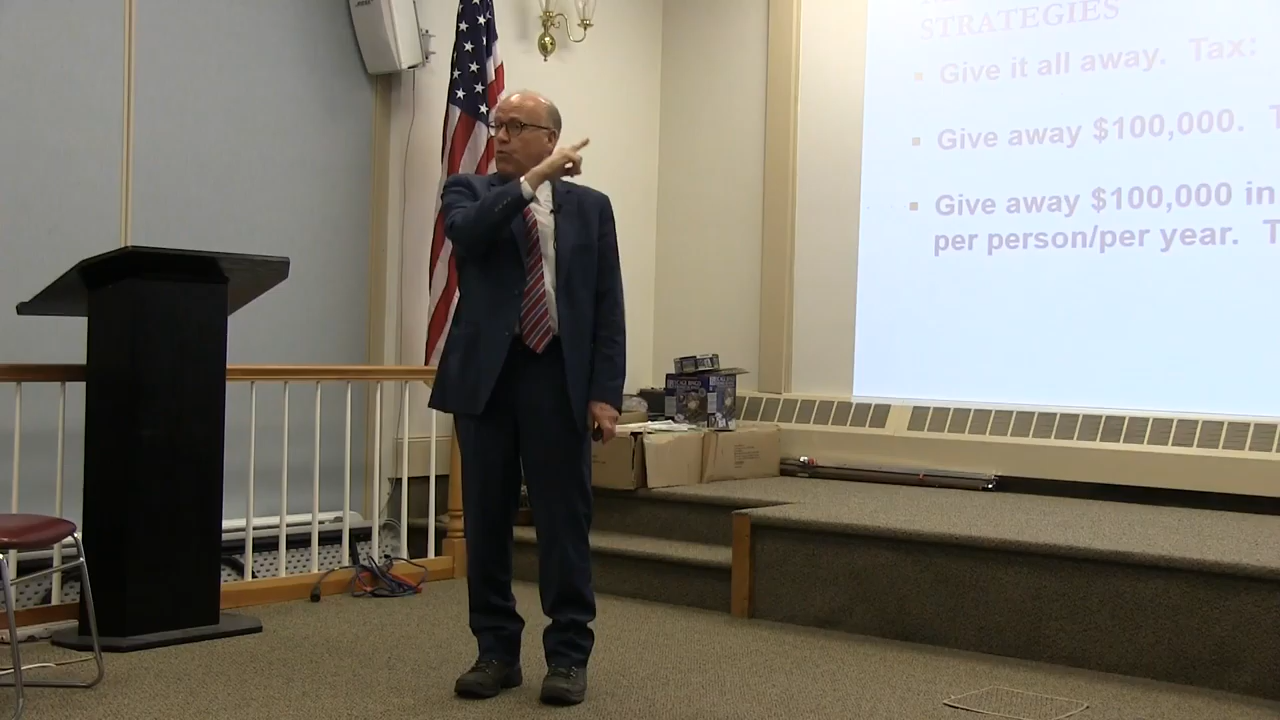 STRATEGIES
Give it all away. Tax:
Give away $100,000. T
Give away $100,000 in
per person/per year. T